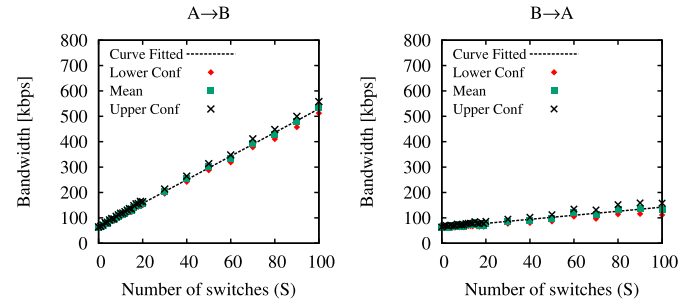 A→B
Bandwidth [kbps]
800
700
600
500
400
300
200
100
0
Curve Fitted
Lower Conf
Mean
Upper Conf
0 20 40 60 80 100
Number of switches (S)
B→A
Bandwidth [kbps]
800
700
600
500
400
300
200
100
0
Curve Fitted
Lower Conf
Mean
Upper Conf
0 20 40 60 80 100
Number of switches (S)